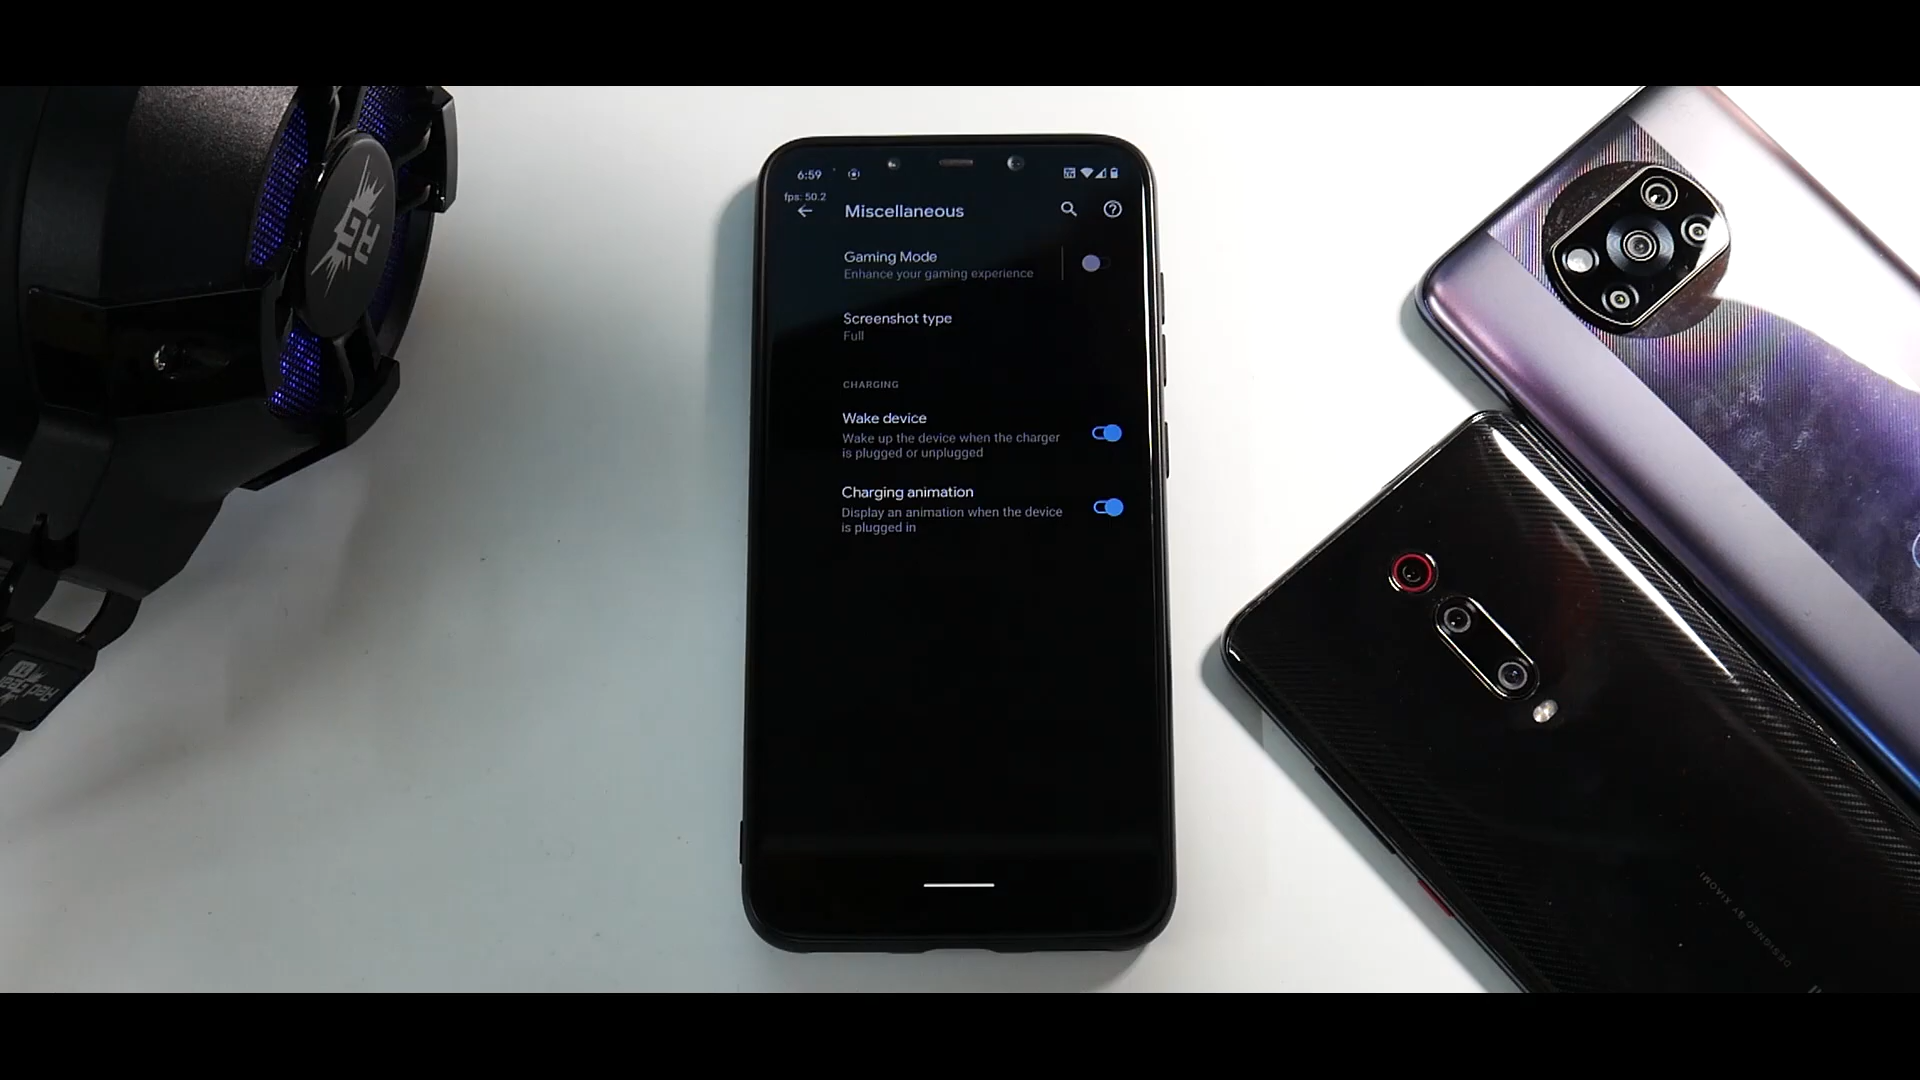 6:59
fps: 50.2
Miscellaneous
Gaming Mode
Enhance your gaming experience
Screenshot type
Full
CHARGING
Wake device
Wake up the device when the charger
is plugged or unplugged
Charging animation
Display an animation when the device
is plugged in
DESIGNED BY XIAOMI